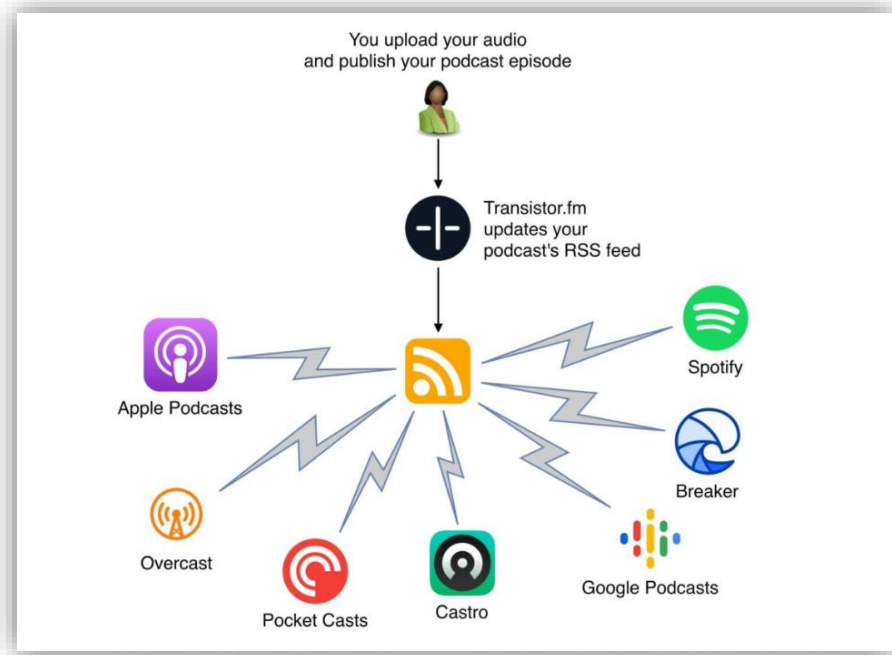 You upload your audio
and publish your podcast episode
Transistor.fm
updates your
podcast's RSS feed
Spotify
Apple Podcasts
Breaker
Overcast
Google Podcasts
Pocket Casts
Castro